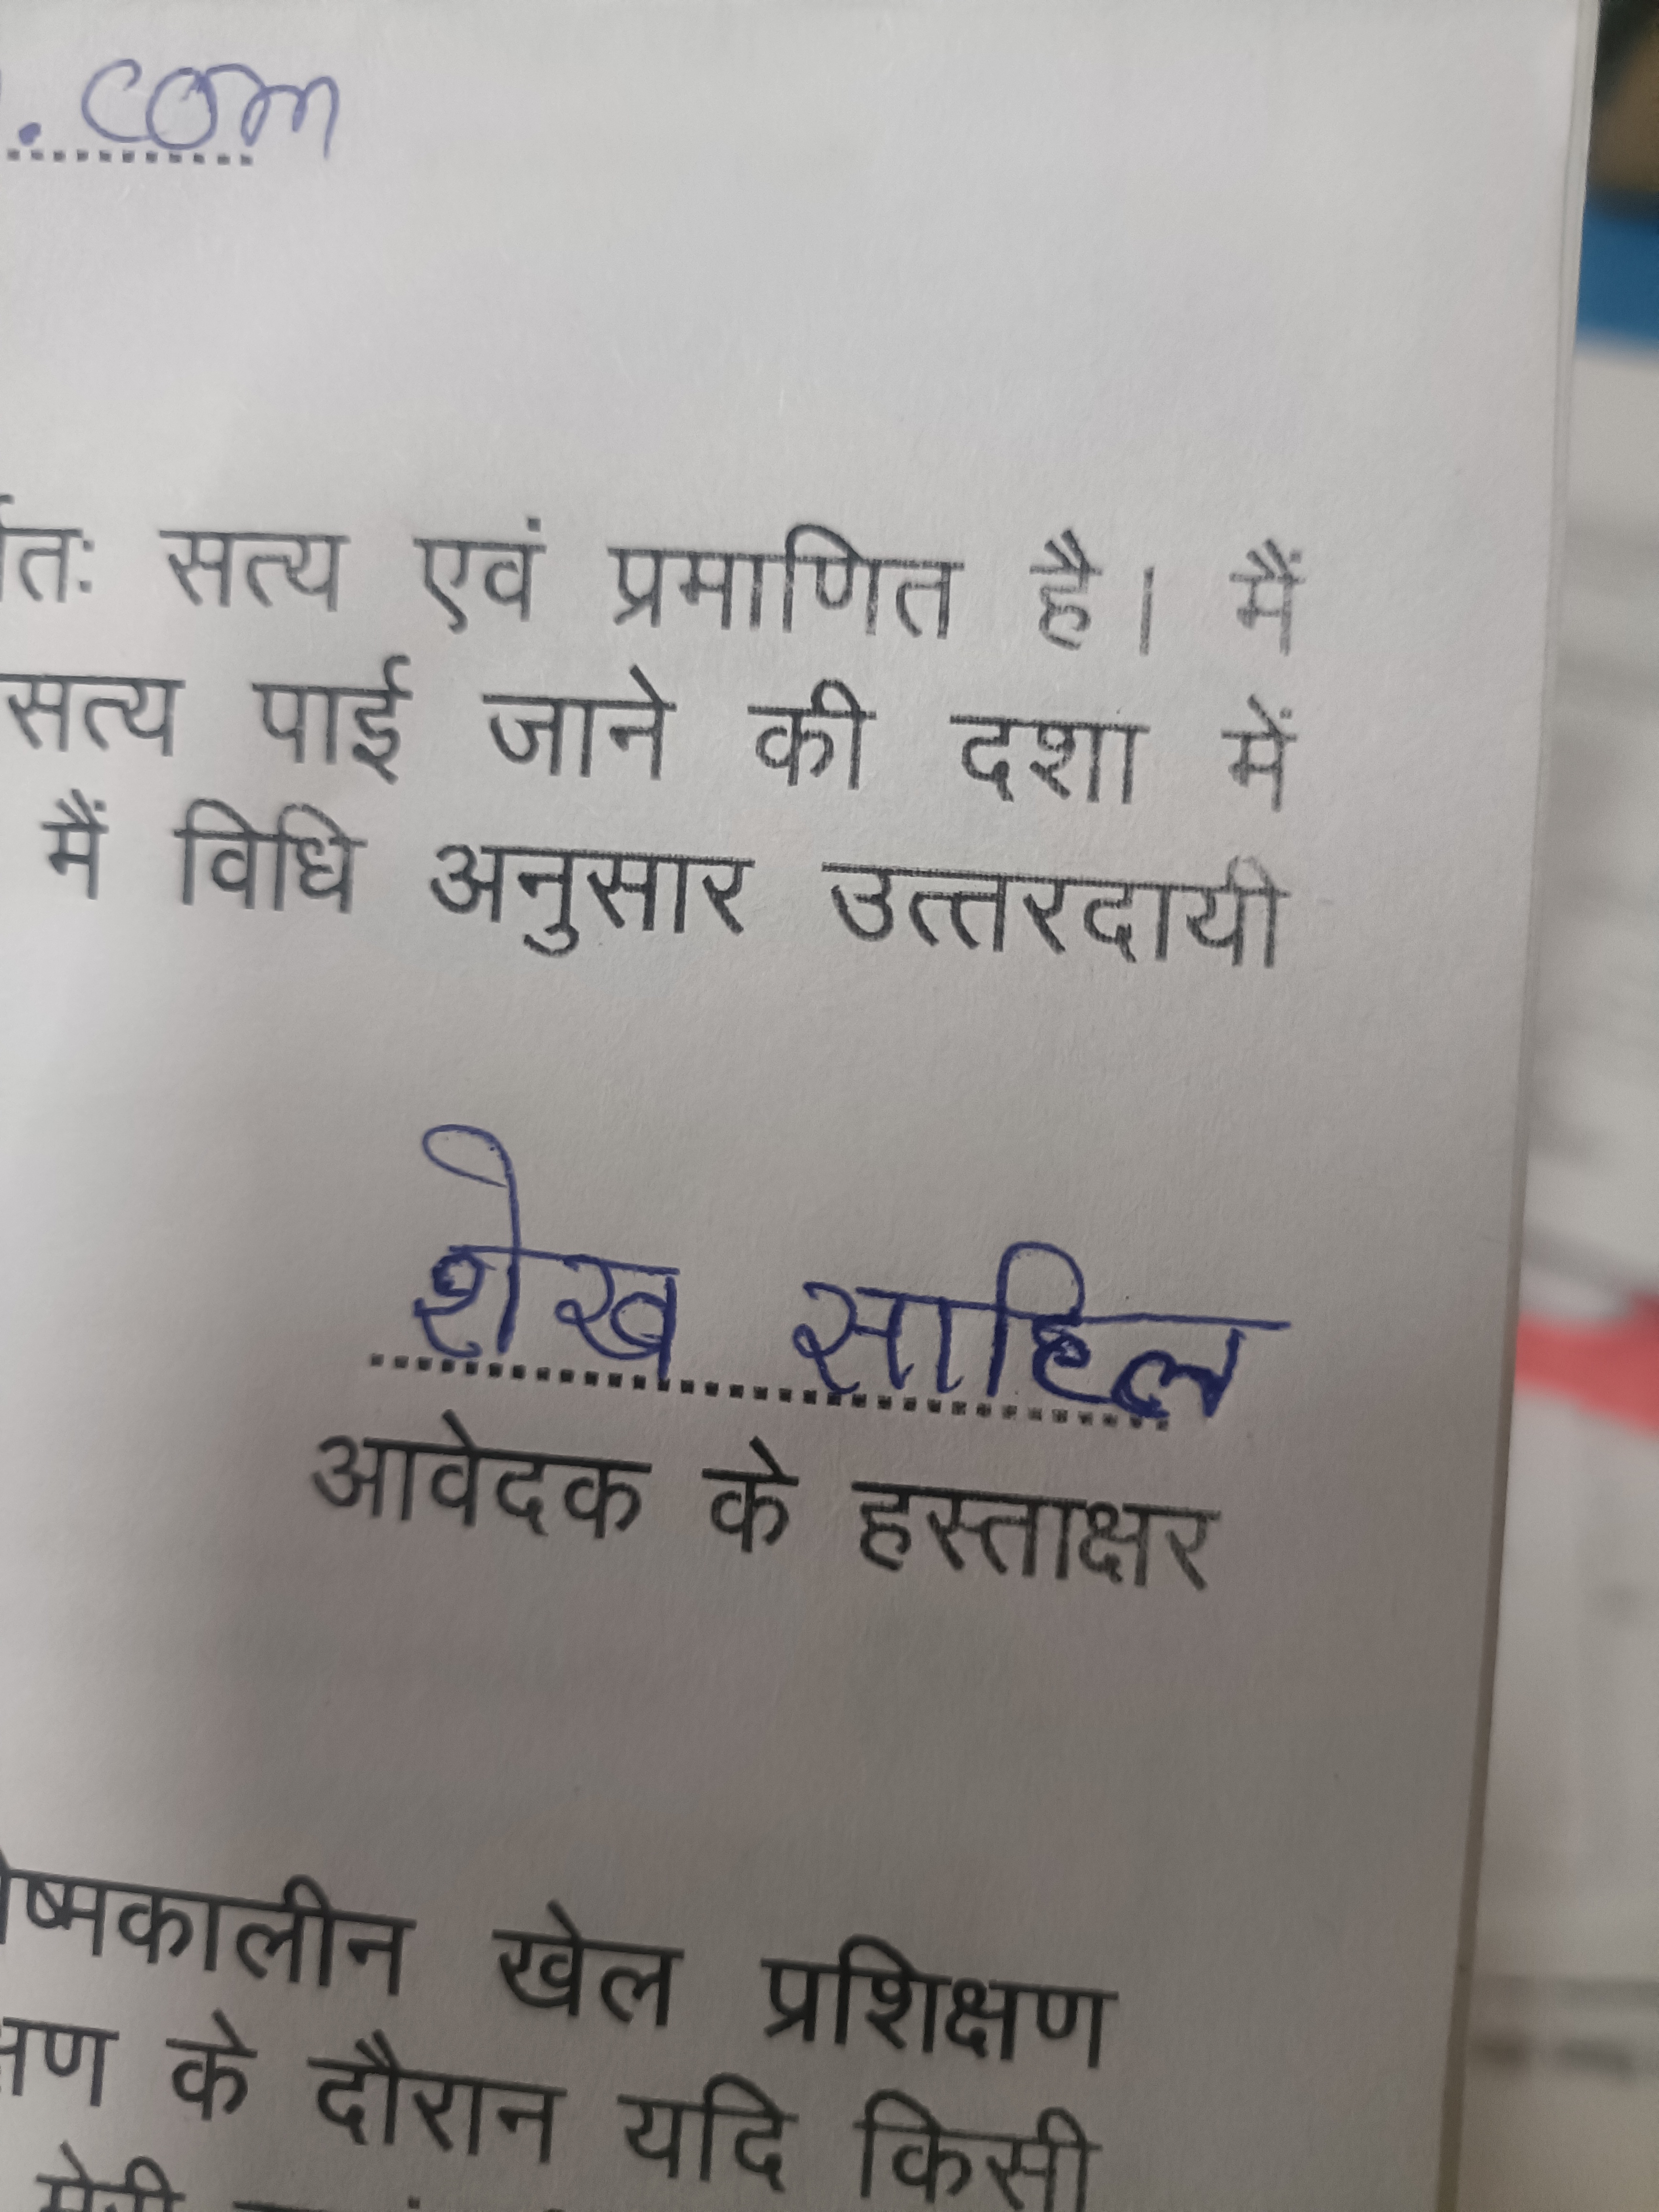 .com
सत्य एवं प्रमाणित है। मैं
सत्य पाई जाने की दशा में
मैं विधि अनुसार उत्तरदायी
शेख साहिल
आवेदक के हस्ताक्षर
ष्मकालीन खेल प्रशिक्षण
के दौरान यदि किसी